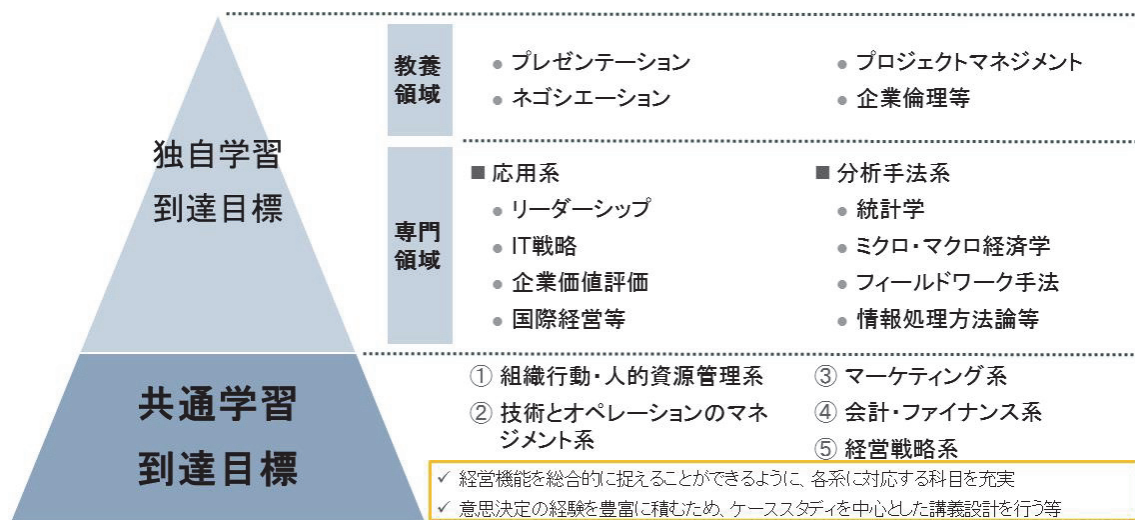 独自学習
到達目標
共通学習
到達目標
教養
領域
● プレゼンテーション
● ネゴシエーション
● プロジェクトマネジメント
● 企業倫理等
専門
領域
■ 応用系
● リーダーシップ
● IT戦略
● 企業価値評価
● 国際経営等
■ 分析手法系
● 統計学
● ミクロ・マクロ経済学
● フィールドワーク手法
● 情報処理方法論等
① 組織行動・人的資源管理系
② 技術とオペレーションのマネ
ジメント系
③ マーケティング系
④ 会計・ファイナンス系
⑤ 経営戦略系
✓ 経営機能を総合的に捉えることができるように、各系に対応する科目を充実
✓ 意思決定の経験を豊富に積むため、ケーススタディを中心とした講義設計を行う等